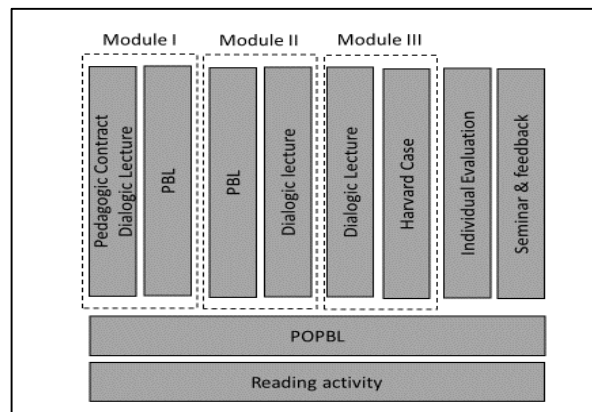 Module I
Module II
Module III
Pedagogic Contract
Dialogic Lecture
PBL
PBL
Dialogic lecture
Dialogic Lecture
Harvard Case
Individual Evaluation
Seminar & feedback
POPBL
Reading activity